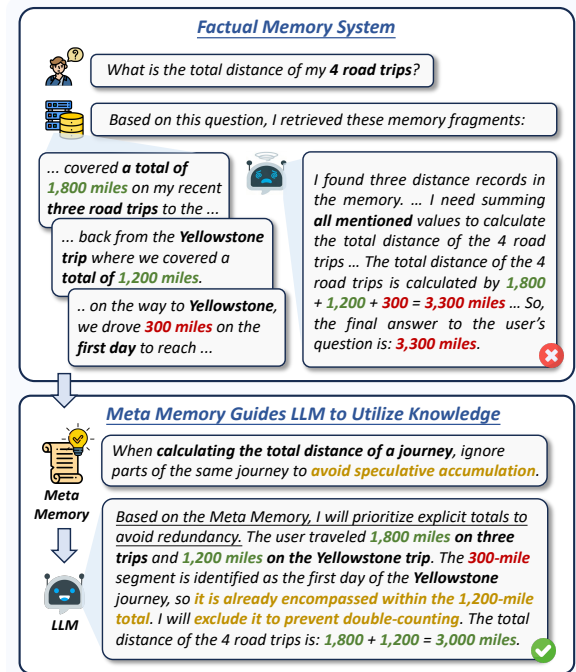 Factual Memory System
What is the total distance of my 4 road trips?
Based on this question, I retrieved these memory fragments:
... covered a total of
1,800 miles on my recent
three road trips to the ...
... back from the Yellowstone
trip where we covered a
total of 1,200 miles.
.. on the way to Yellowstone,
we drove 300 miles on the
first day to reach ...
I found three distance records in
the memory. ... I need summing
all mentioned values to calculate
the total distance of the 4 road
trips ... The total distance of the 4
road trips is calculated by 1,800
+ 1,200 + 300 = 3,300 miles ... So,
the final answer to the user's
question is: 3,300 miles.
Meta Memory Guides LLM to Utilize Knowledge
Meta
Memory
When calculating the total distance of a journey, ignore
parts of the same journey to avoid speculative accumulation.
LLM
Based on the Meta Memory, I will prioritize explicit totals to
avoid redundancy. The user traveled 1,800 miles on three
trips and 1,200 miles on the Yellowstone trip. The 300-mile
segment is identified as the first day of the Yellowstone
journey, so it is already encompassed within the 1,200-mile
total. I will exclude it to prevent double-counting. The total
distance of the 4 road trips is: 1,800 + 1,200 = 3,000 miles.